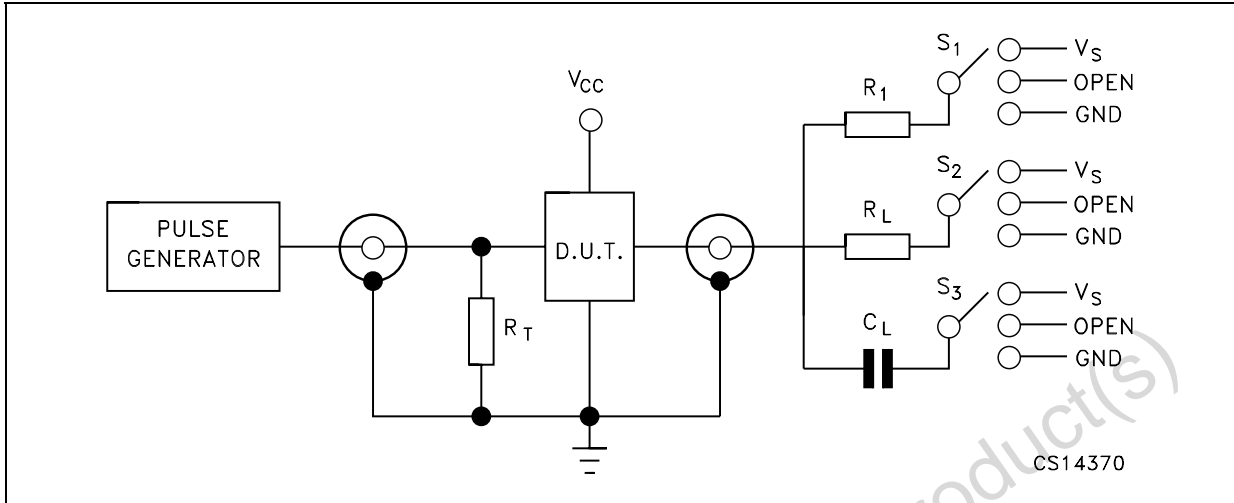 PULSE
GENERATOR
R_T
V_CC
D.U.T.
R_1
S_1
V_S
OPEN
GND
R_L
S_2
V_S
OPEN
GND
C_L
S_3
V_S
OPEN
GND
CS14370